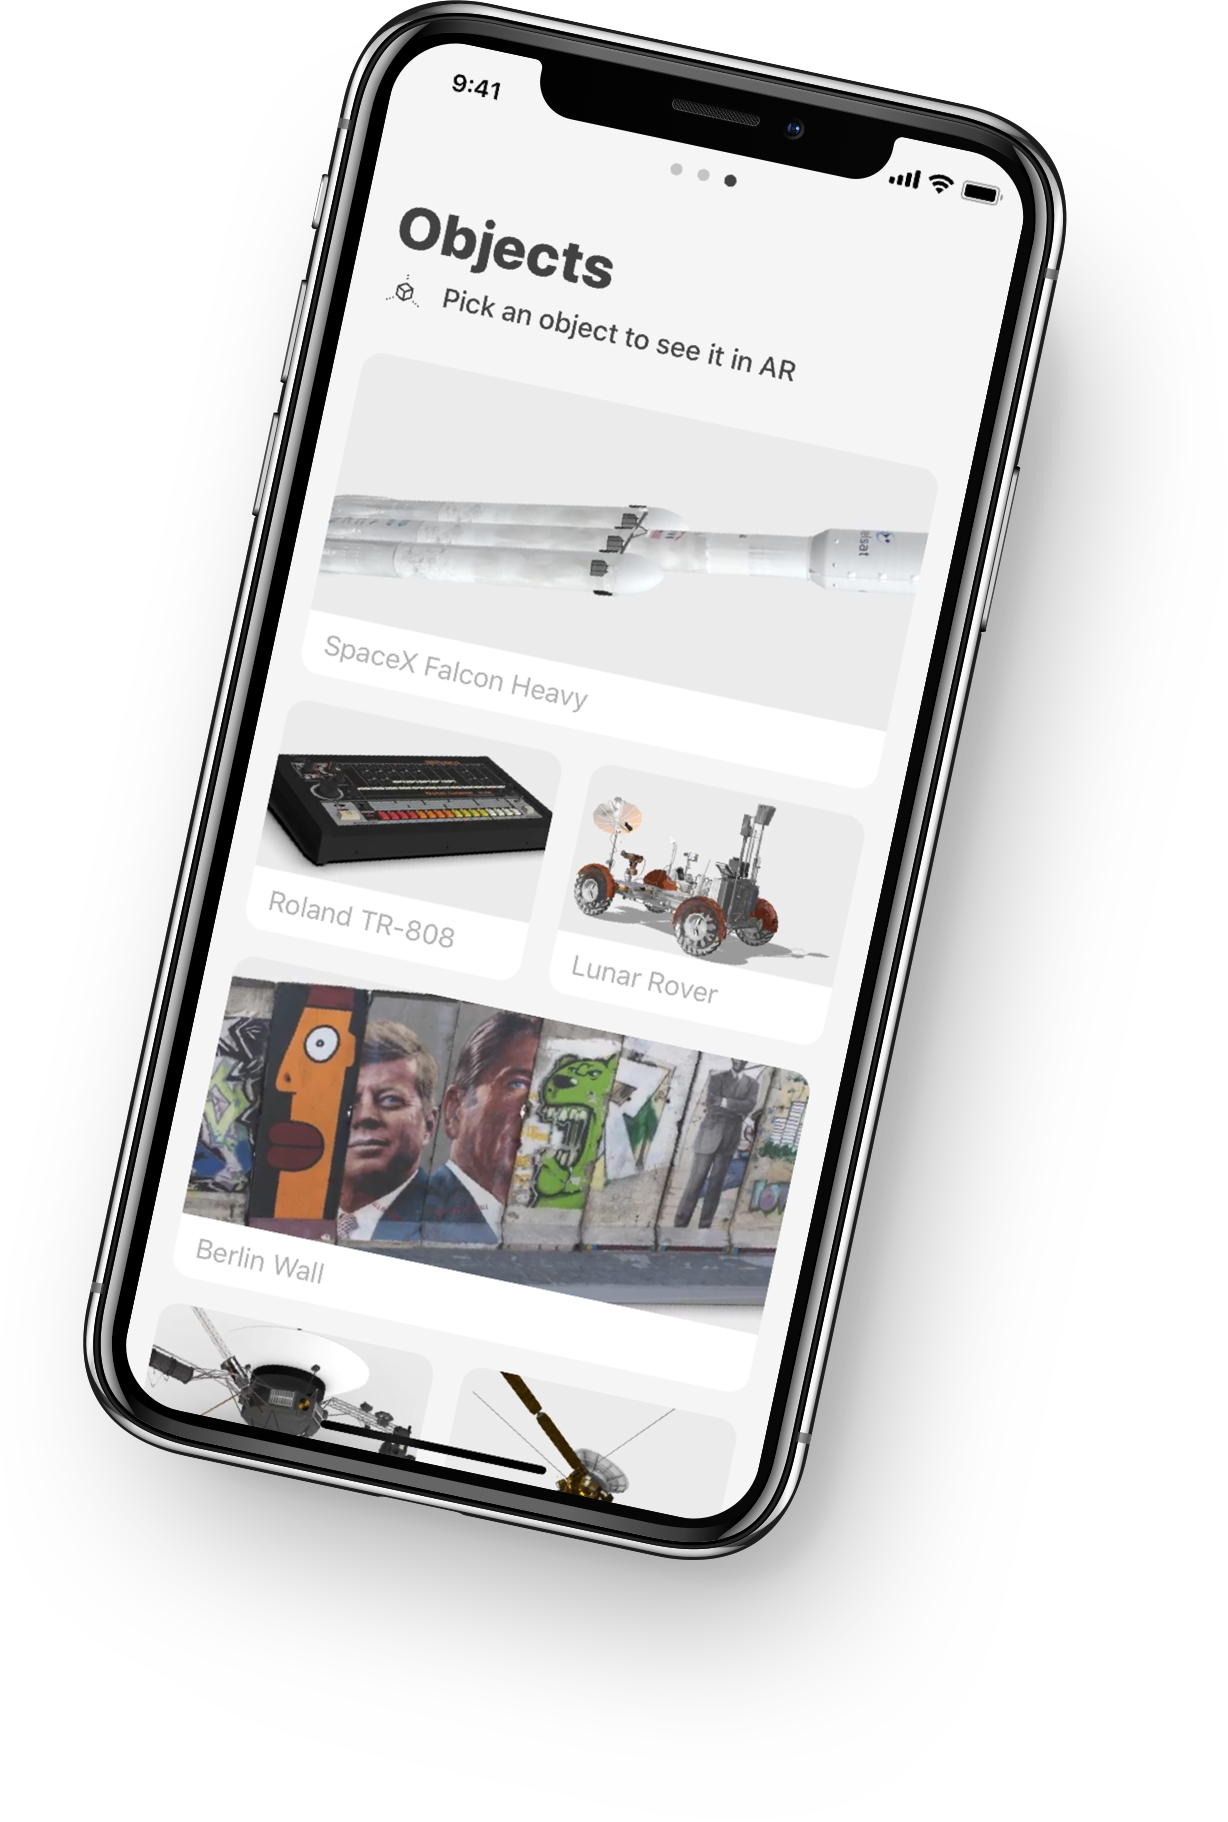 9:41
Objects
Pick an object to see it in AR
elsat
SpaceX Falcon Heavy
Roland TR-808
Lunar Rover
Berlin Wall